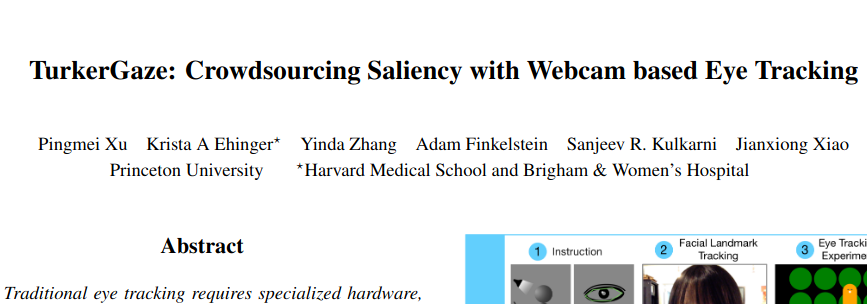 TurkerGaze: Crowdsourcing Saliency with Webcam based Eye Tracking
Pingmei Xu Krista A Ehinger* Yinda Zhang Adam Finkelstein Sanjeev R. Kulkarni Jianxiong Xiao
Princeton University *Harvard Medical School and Brigham & Women's Hospital
Abstract
Traditional eye tracking requires specialized hardware,
1 Instruction
2 Facial Landmark
Tracking
3 Eye Tracki
Experime